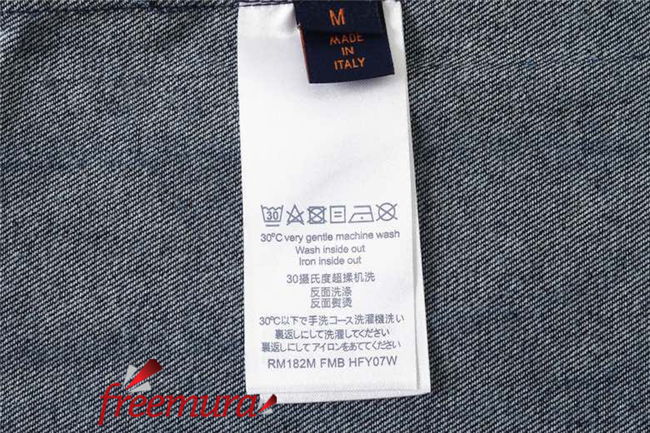 M
MADE
IN
ITALY
30
30°C very gentle machine wash
Wash inside out
Iron inside out
30摄氏度超揉机洗
反面洗涤
反面熨烫
30℃以下で手洗コース洗濯機洗い
裏返しにして洗濯してください
裏返しにしてアイロンをあててください
RM182M FMB HFY07W
freemura